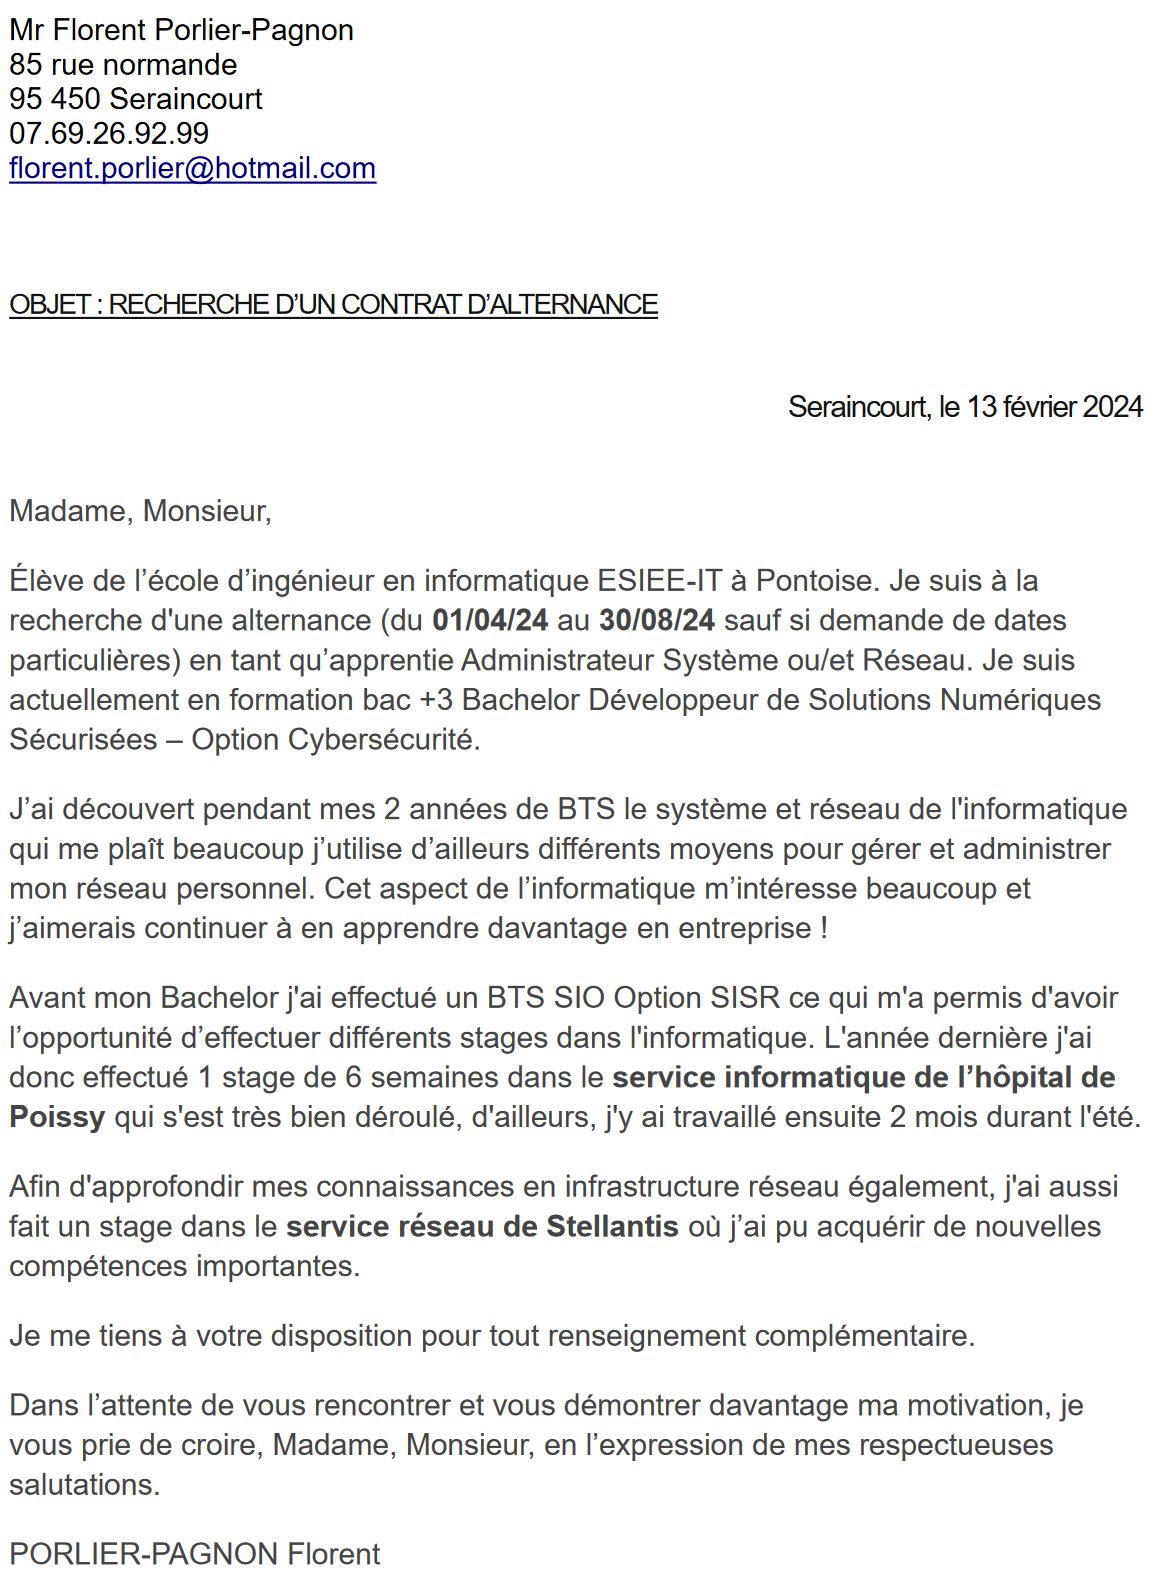 Mr Florent Porlier-Pagnon
85 rue normande
95 450 Seraincourt
07.69.26.92.99
florent.porlier@hotmail.com
OBJET : RECHERCHE D’UN CONTRAT D’ALTERNANCE
Seraincourt, le 13 février 2024
Madame, Monsieur,
Élève de l’école d’ingénieur en informatique ESIEE-IT à Pontoise. Je suis à la
recherche d'une alternance (du 01/04/24 au 30/08/24 sauf si demande de dates
particulières) en tant qu’apprentie Administrateur Système ou/et Réseau. Je suis
actuellement en formation bac +3 Bachelor Développeur de Solutions Numériques
Sécurisées – Option Cybersécurité.
J’ai découvert pendant mes 2 années de BTS le système et réseau de l'informatique
qui me plaît beaucoup j’utilise d’ailleurs différents moyens pour gérer et administrer
mon réseau personnel. Cet aspect de l’informatique m’intéresse beaucoup et
j’aimerais continuer à en apprendre davantage en entreprise !
Avant mon Bachelor j'ai effectué un BTS SIO Option SISR ce qui m'a permis d'avoir
l’opportunité d’effectuer différents stages dans l'informatique. L'année dernière j'ai
donc effectué 1 stage de 6 semaines dans le service informatique de l’hôpital de
Poissy qui s'est très bien déroulé, d'ailleurs, j'y ai travaillé ensuite 2 mois durant l'été.
Afin d'approfondir mes connaissances en infrastructure réseau également, j'ai aussi
fait un stage dans le service réseau de Stellantis où j’ai pu acquérir de nouvelles
compétences importantes.
Je me tiens à votre disposition pour tout renseignement complémentaire.
Dans l’attente de vous rencontrer et vous démontrer davantage ma motivation, je
vous prie de croire, Madame, Monsieur, en l’expression de mes respectueuses
salutations.
PORLIER-PAGNON Florent